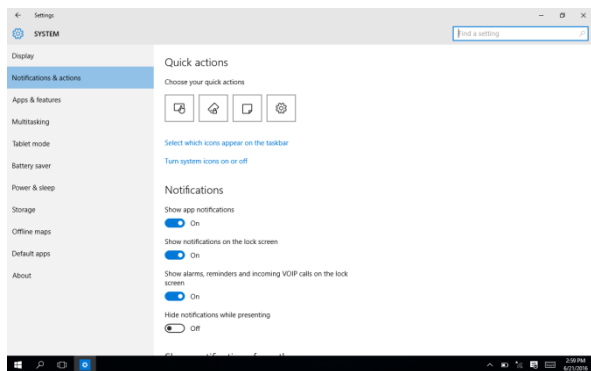 Settings
SYSTEM
Find a setting
Display
Notifications & actions
Apps & features
Multitasking
Tablet mode
Battery saver
Power & sleep
Storage
Offline maps
Default apps
About
Quick actions
Choose your quick actions
Select which icons appear on the taskbar
Turn system icons on or off
Notifications
Show app notifications
On
Show notifications on the lock screen
On
Show alarms, reminders and incoming VOIP calls on the lock
screen
On
Hide notifications while presenting
Off
2:59 PM
6/21/2016